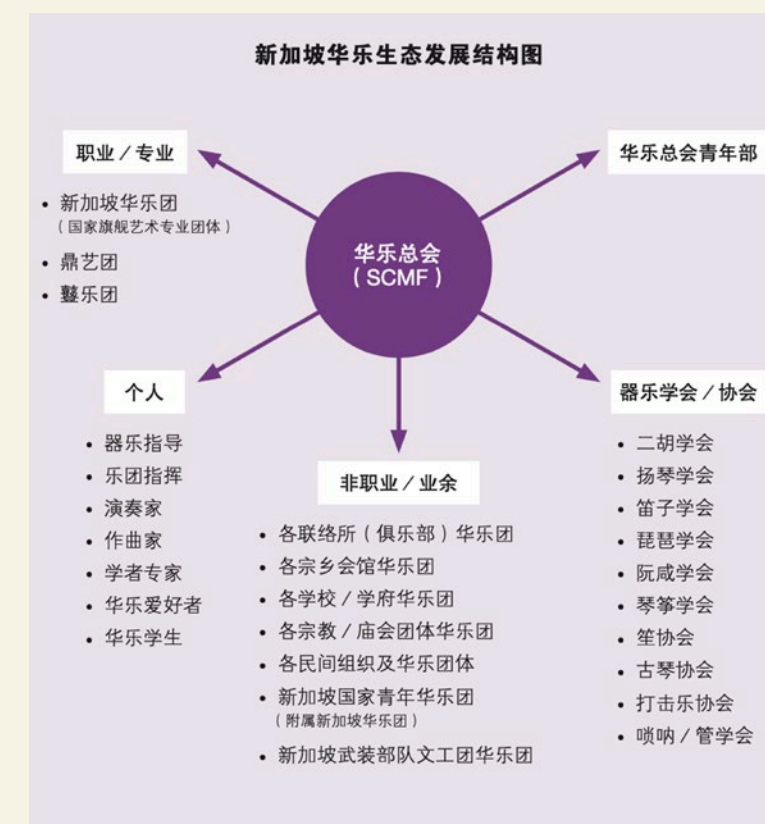 新加坡华乐生态发展结构图
职业／专业
• 新加坡华乐团
（国家旗舰艺术专业团体）
• 鼎艺团
• 鼟乐团
华乐总会青年部
华乐总会
（SCMF）
个人
• 器乐指导
• 乐团指挥
• 演奏家
• 作曲家
• 学者专家
• 华乐爱好者
• 华乐学生
非职业／业余
• 各联络所（俱乐部）华乐团
• 各宗乡会馆华乐团
• 各学校／学府华乐团
• 各宗教／庙会团体华乐团
• 各民间组织及华乐团体
• 新加坡国家青年华乐团
（附属新加坡华乐团）
• 新加坡武装部队文工团华乐团
器乐学会／协会
• 二胡学会
• 扬琴学会
• 笛子学会
• 琵琶学会
• 阮咸学会
• 琴筝学会
• 笙协会
• 古琴协会
• 打击乐协会
• 唢呐／管学会